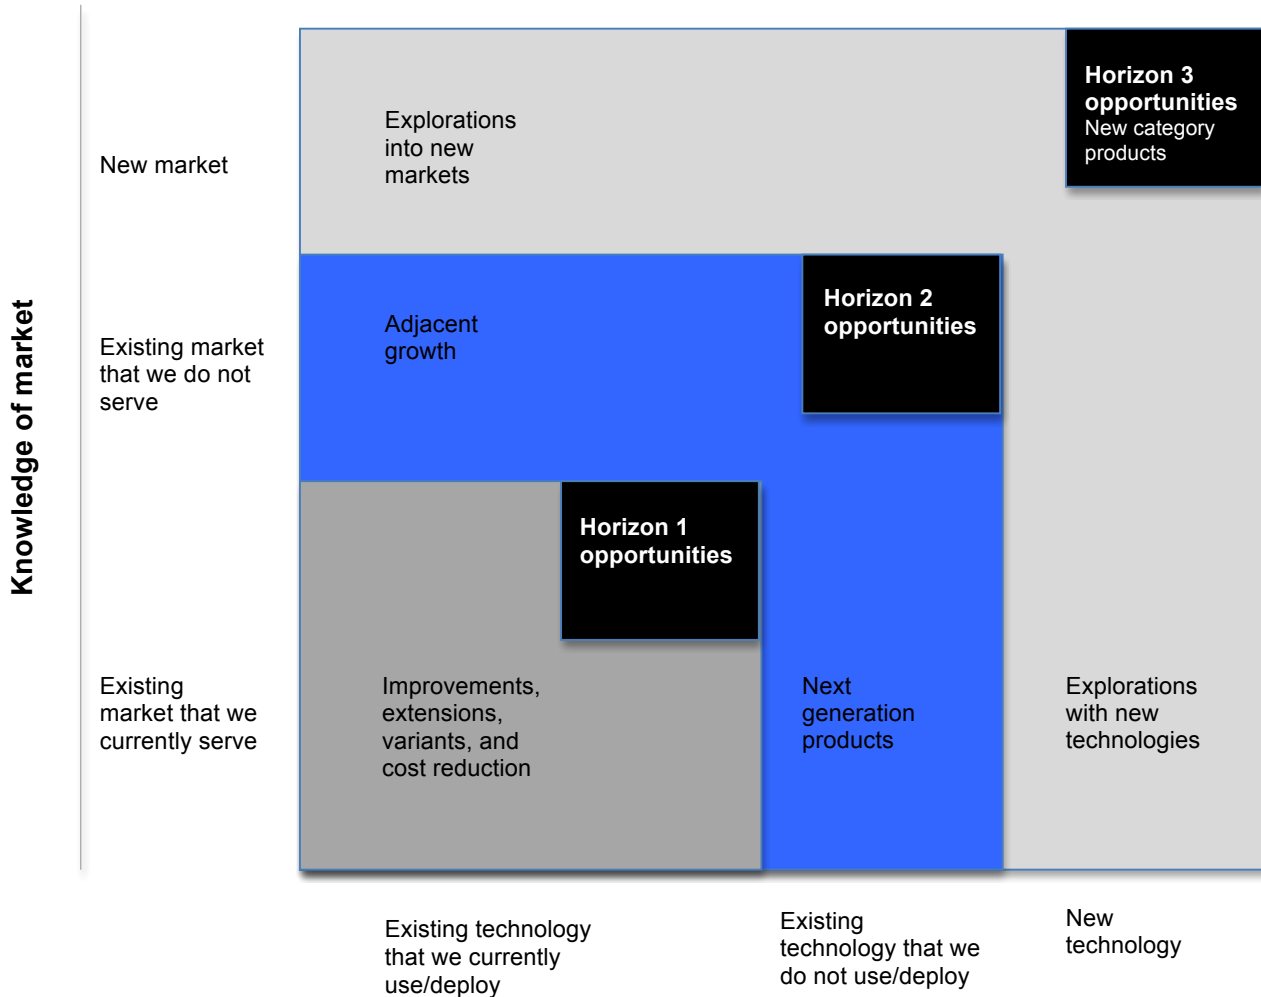 Knowledge of market
New market
Existing market
that we do not
serve
Existing
market that we
currently serve
Explorations
into new
markets
Horizon 3
opportunities
New category
products
Adjacent
growth
Horizon 2
opportunities
Horizon 1
opportunities
Improvements,
extensions,
variants, and
cost reduction
Next
generation
products
Explorations
with new
technologies
Existing technology
that we currently
use/deploy
Existing
technology that we
do not use/deploy
New
technology